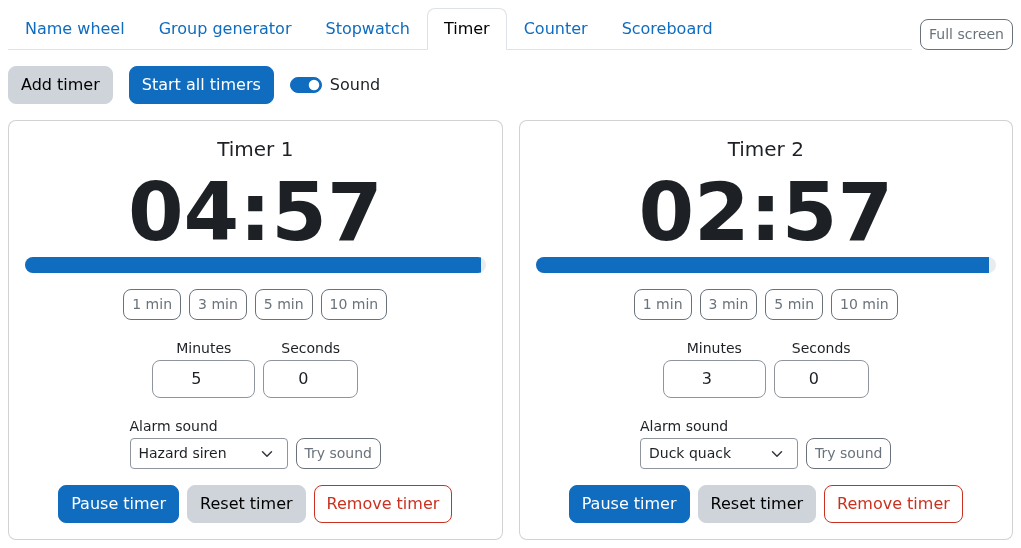 Name wheel Group generator Stopwatch Timer Counter Scoreboard Full screen
Add timer Start all timers Sound
Timer 1
04:57
1 min 3 min 5 min 10 min
Minutes Seconds
5 0
Alarm sound
Hazard siren Try sound
Pause timer Reset timer Remove timer
Timer 2
02:57
1 min 3 min 5 min 10 min
Minutes Seconds
3 0
Alarm sound
Duck quack Try sound
Pause timer Reset timer Remove timer